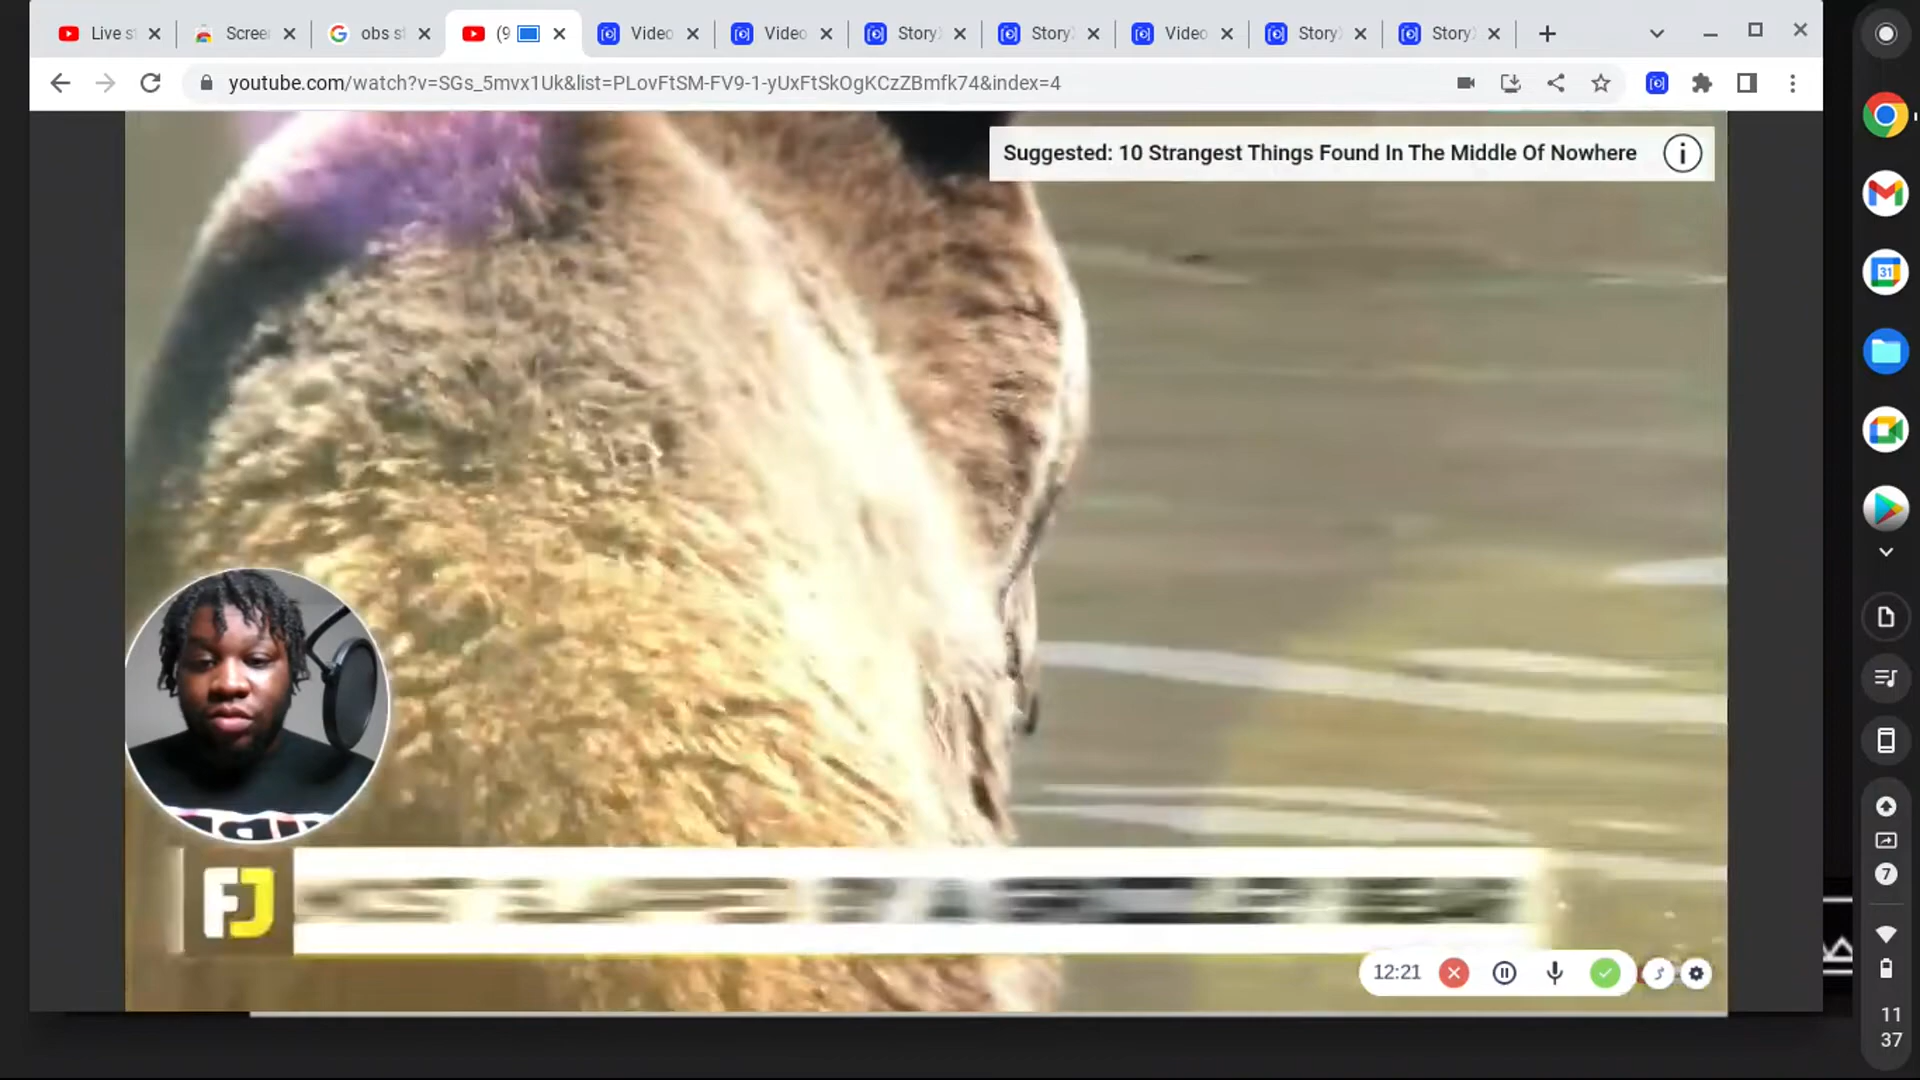 Live s
Scree
obs s
(9
Video
Video
Story
Story
Video
Story
Story
youtube.com/watch?v=SGs_5mvx1Uk&list=PLovFtSM-FV9-1-yUxFtSkOgKCzZBmfk74&index=4
Suggested: 10 Strangest Things Found In The Middle Of Nowhere
31
FJ
12:21
7
11
37